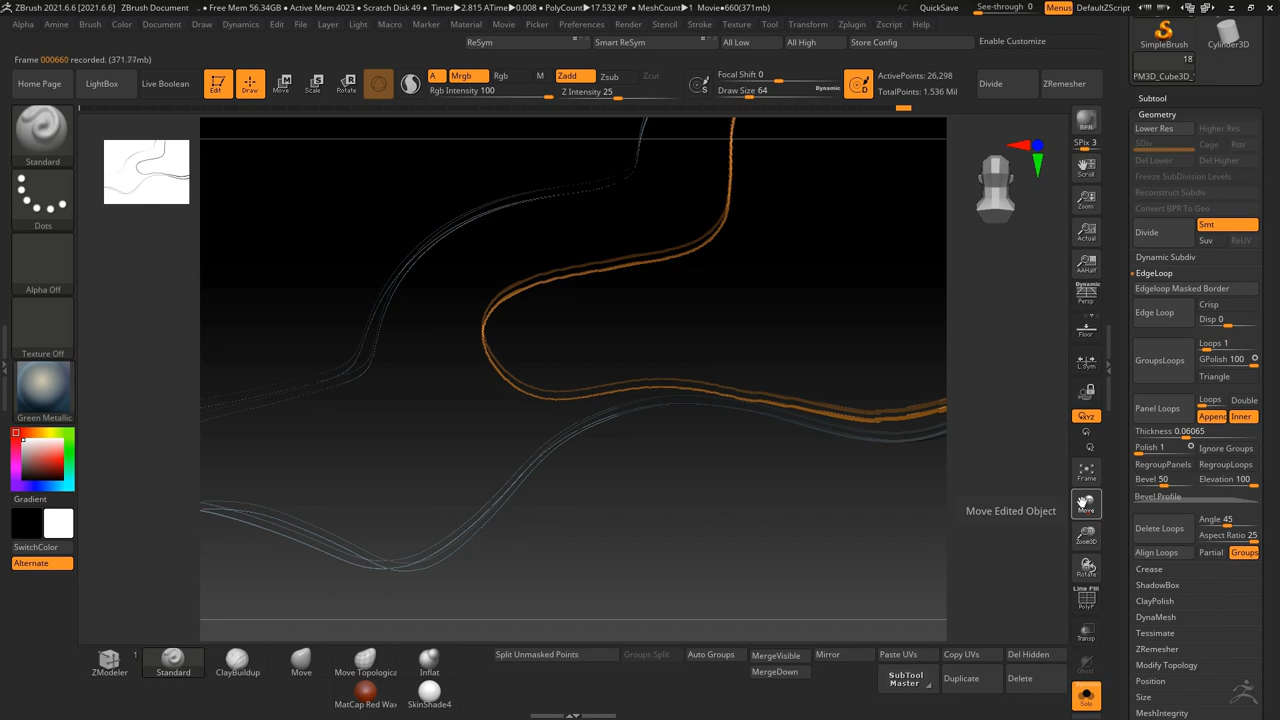 ZBrush 2021.6.6 [2021.6.6] ZBrush Document • Free Mem 56.34GB • Active Mem 4023 • Scratch Disk 49 • Timer▶2.815 ATime▶0.008 • PolyCount▶17.532 KP • MeshCount▶1 Movie•660(371mb) AC QuickSave See-through 0 Menus DefaultZScript
Alpha Brush Color Document Draw Dynamics Edit File Layer Light Macro Marker Material Movie Picker Preferences Render Stencil Stroke Texture Tool Transform Zplugin Zscript Help
ReSym Smart ReSym All Low All High Store Config Enable Customize
SimpleBrush Cylinder3D
Frame 000660 recorded. (371.77mb)
18
PM3D_Cube3D_
Home Page LightBox Live Boolean Edit Draw Move Scale Rotate
A Mrgb Rgb M Zadd Zsub Zcut
Rgb Intensity 100 Z Intensity 25
Focal Shift 0
Draw Size 64 Dynamic
ActivePoints: 26,298
TotalPoints: 1.536 Mil
Divide ZRemesher
Standard
Dots
Alpha Off
Texture Off
Green Metallic
Gradient
SwitchColor
Alternate
BPR
SPix 3
Scroll
Zoom
Actual
AAHalf
Dynamic
Persp
Floor
L.Sym
XYZ
Frame
Move
Move Edited Object
Zoom3D
Rotate
Line Fill
PolyF
Transp
Ghost
Solo
Subtool
Geometry
Lower Res Higher Res
SDiv Cage Rstr
Del Lower Del Higher
Freeze SubDivision Levels
Reconstruct Subdiv
Convert BPR To Geo
Divide Smt
Suv ReUV
Dynamic Subdiv
EdgeLoop
Edgeloop Masked Border
Edge Loop Crisp
Disp 0
GroupsLoops Loops 1
GPolish 100
Triangle
Panel Loops Loops Double
Append Inner
Thickness 0.06065
Polish 1 Ignore Groups
RegroupPanels RegroupLoops
Bevel 50 Elevation 100
Bevel Profile
Delete Loops Angle 45
Aspect Ratio 25
Align Loops Partial Groups
Crease
ShadowBox
ClayPolish
DynaMesh
Tessimate
ZRemesher
Modify Topology
Position
Size
MeshIntegrity
1
ZModeler Standard ClayBuildup Move Move Topologica Inflat
MatCap Red Wax SkinShade4
Split Unmasked Points Groups Split Auto Groups MergeVisible Mirror Paste UVs Copy UVs Del Hidden
MergeDown SubTool Master Duplicate Delete